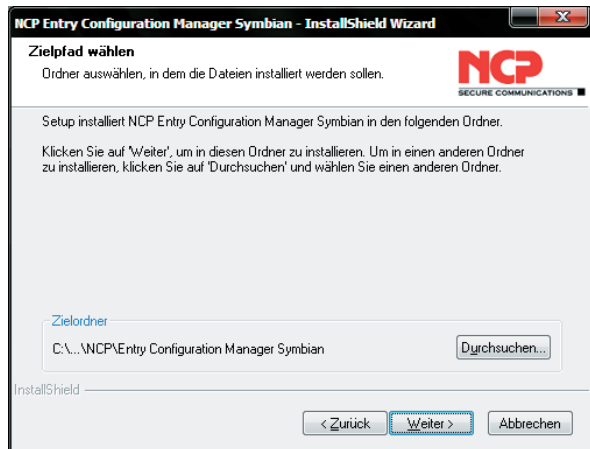 NCP Entry Configuration Manager Symbian - InstallShield Wizard
Zielpfad wählen
Ordner auswählen, in dem die Dateien installiert werden sollen.
NCP
SECURE COMMUNICATIONS
Setup installiert NCP Entry Configuration Manager Symbian in den folgenden Ordner.
Klicken Sie auf 'Weiter', um in diesen Ordner zu installieren. Um in einen anderen Ordner
zu installieren, klicken Sie auf 'Durchsuchen' und wählen Sie einen anderen Ordner.
Zielordner
C:\...\NCP\Entry Configuration Manager Symbian
Durchsuchen...
InstallShield
< Zurück
Weiter >
Abbrechen